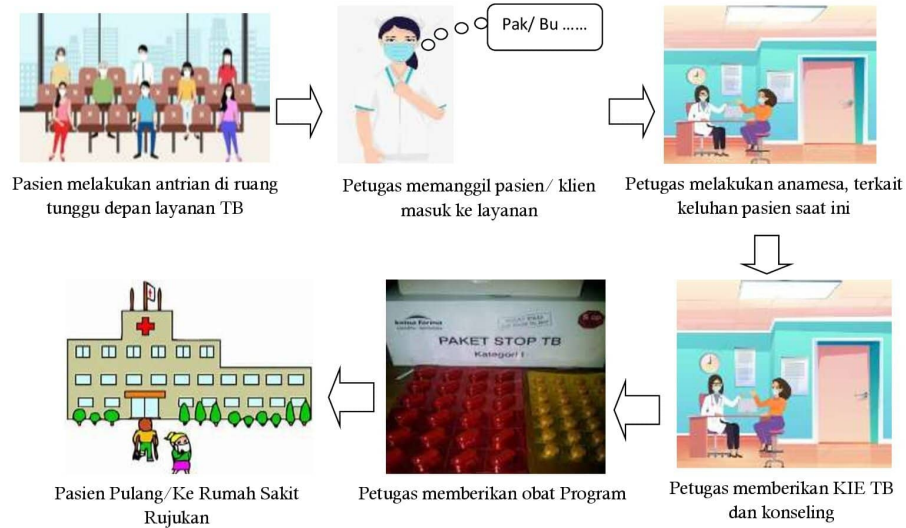 Pak/ Bu ......
Pasien melakukan antrian di ruang
tunggu depan layanan TB
Petugas memanggil pasien/ klien
masuk ke layanan
Petugas melakukan anamesa, terkait
keluhan pasien saat ini
kimia farma
PAKET STOP TB
Kategori I
Pasien Pulang/Ke Rumah Sakit
Rujukan
Petugas memberikan obat Program
Petugas memberikan KIE TB
dan konseling